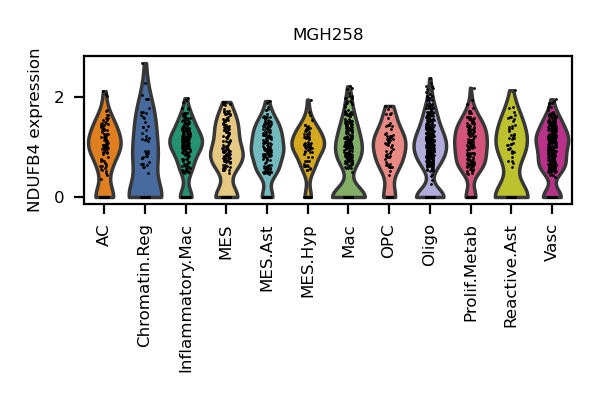 MGH258
NDUFB4 expression
2
0
AC
Chromatin.Reg
Inflammatory.Mac
MES
MES.Ast
MES.Hyp
Mac
OPC
Oligo
Prolif.Metab
Reactive.Ast
Vasc